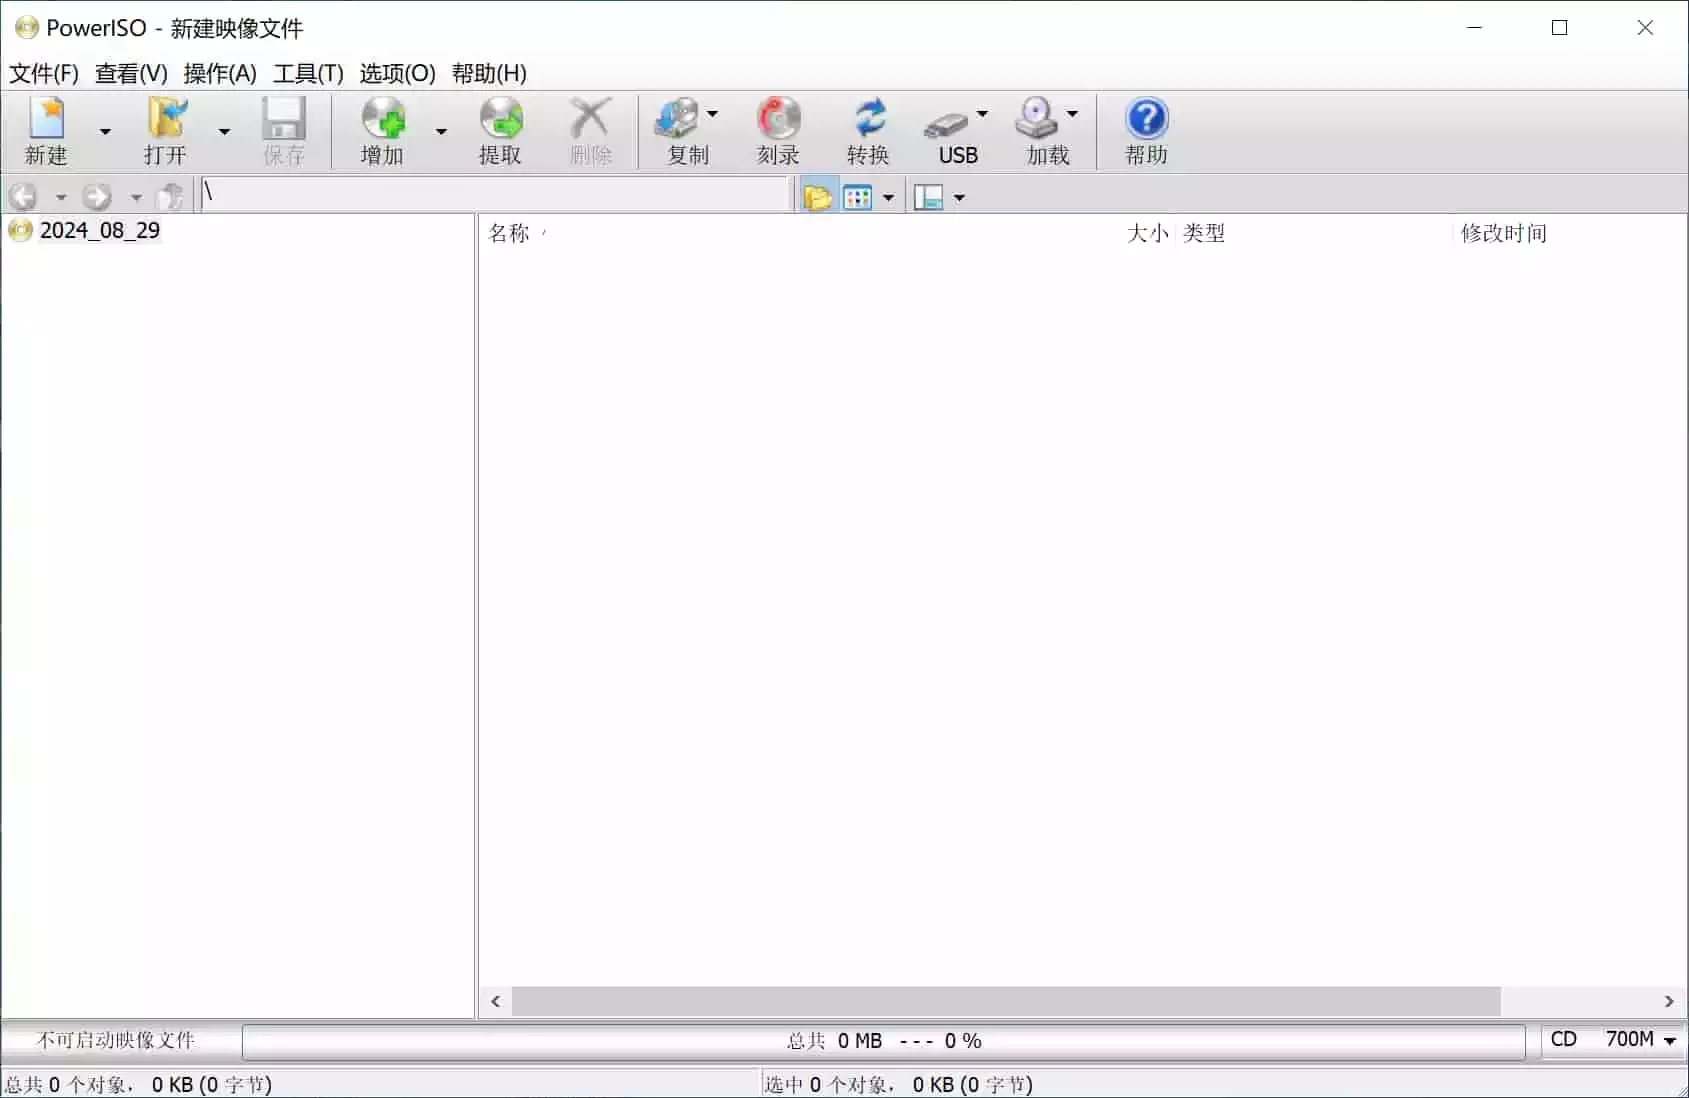 PowerISO - 新建映像文件
文件(F) 查看(V) 操作(A) 工具(T) 选项(O) 帮助(H)
新建 打开 保存 增加 提取 删除 复制 刻录 转换 USB 加载 帮助
\
2024_08_29
名称 大小 类型 修改时间
不可启动映像文件 总共 0 MB --- 0 % CD 700M
总共 0 个对象， 0 KB (0 字节) 选中 0 个对象， 0 KB (0 字节)